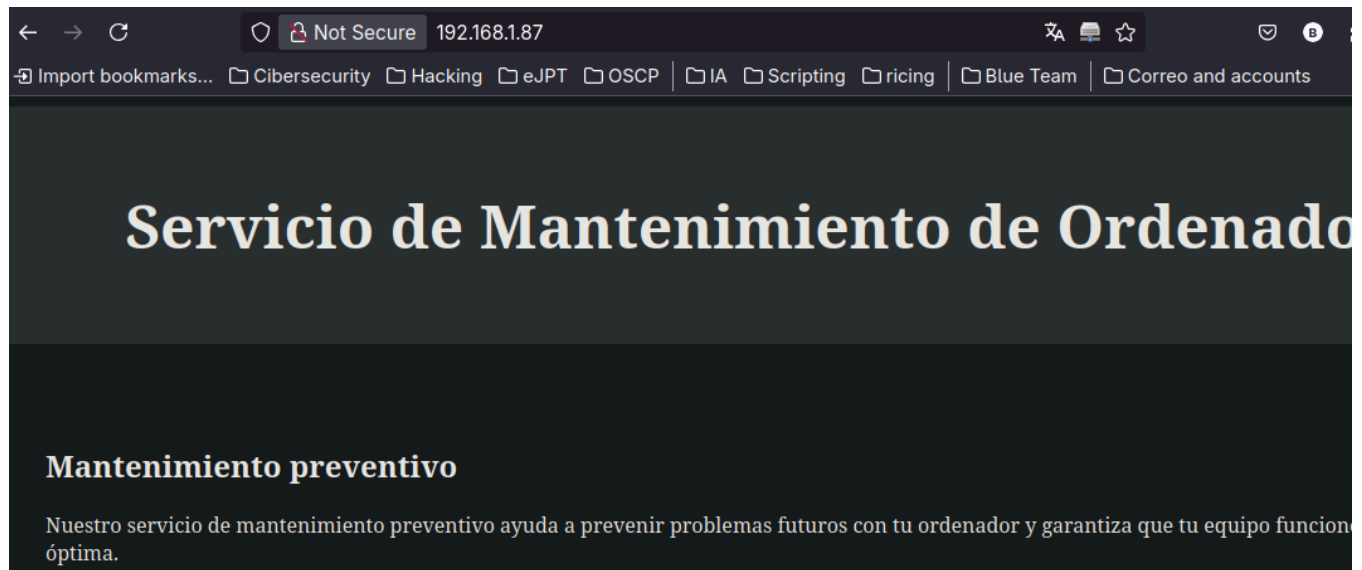 Not Secure 192.168.1.87 B
Import bookmarks... Cibersecurity Hacking eJPT OSCP IA Scripting ricing Blue Team Correo and accounts
Servicio de Mantenimiento de Ordenado
Mantenimiento preventivo
Nuestro servicio de mantenimiento preventivo ayuda a prevenir problemas futuros con tu ordenador y garantiza que tu equipo funcion
óptima.